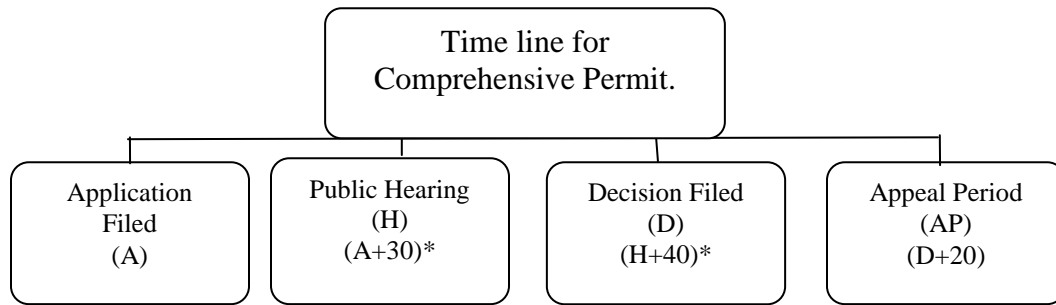 Time line for
Comprehensive Permit.
Application
Filed
(A)
Public Hearing
(H)
(A+30)*
Decision Filed
(D)
(H+40)*
Appeal Period
(AP)
(D+20)